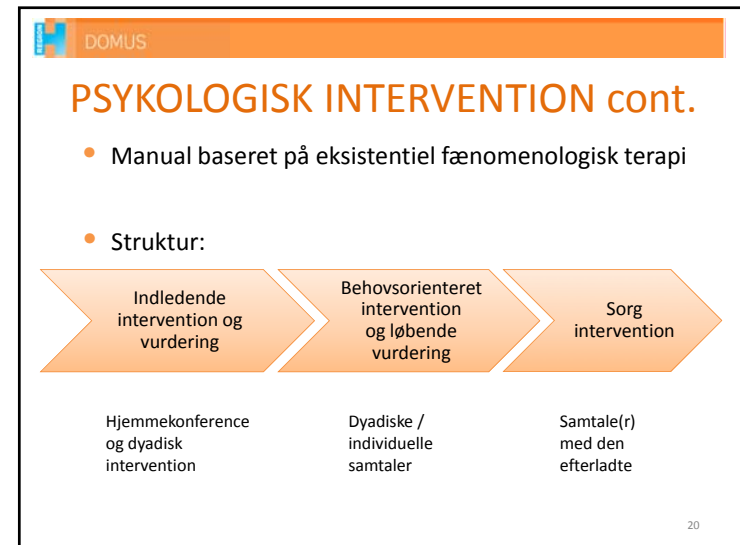 REGION
DOMUS
PSYKOLOGISK INTERVENTION cont.
• Manual baseret på eksistentiel fænomenologisk terapi
• Struktur:
Indledende
intervention og
vurdering
Behovsorienteret
intervention
og løbende
vurdering
Sorg
intervention
Hjemmekonference
og dyadisk
intervention
Dyadiske /
individuelle
samtaler
Samtale(r)
med den
efterladte
20